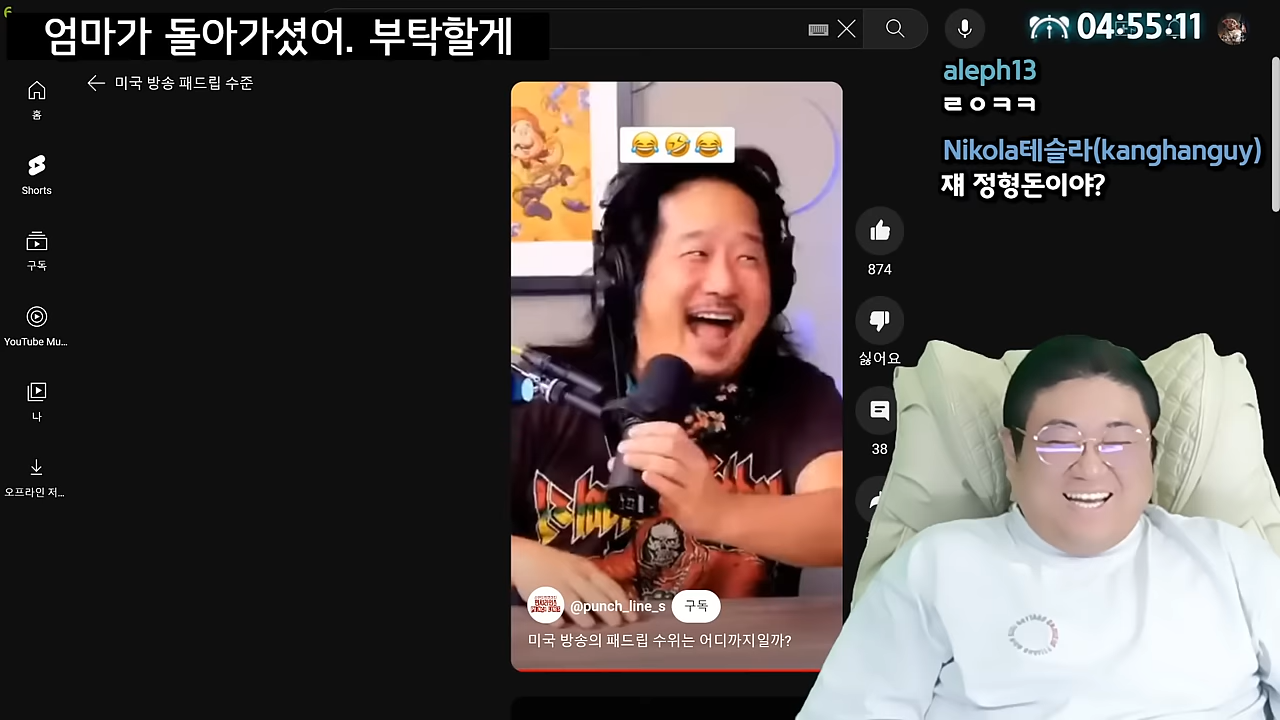 엄마가 돌아가셨어. 부탁할게
04:55:11
미국 방송 패드립 수준
홈
Shorts
구독
YouTube Mu...
나
오프라인 저...
😂 🤣 😂
874
싫어요
38
@punch_line_s
구독
미국 방송의 패드립 수위는 어디까지일까?
aleph13
ㄹㅇㅋㅋ
Nikola테슬라(kanghanguy)
쟤 정형돈이야?